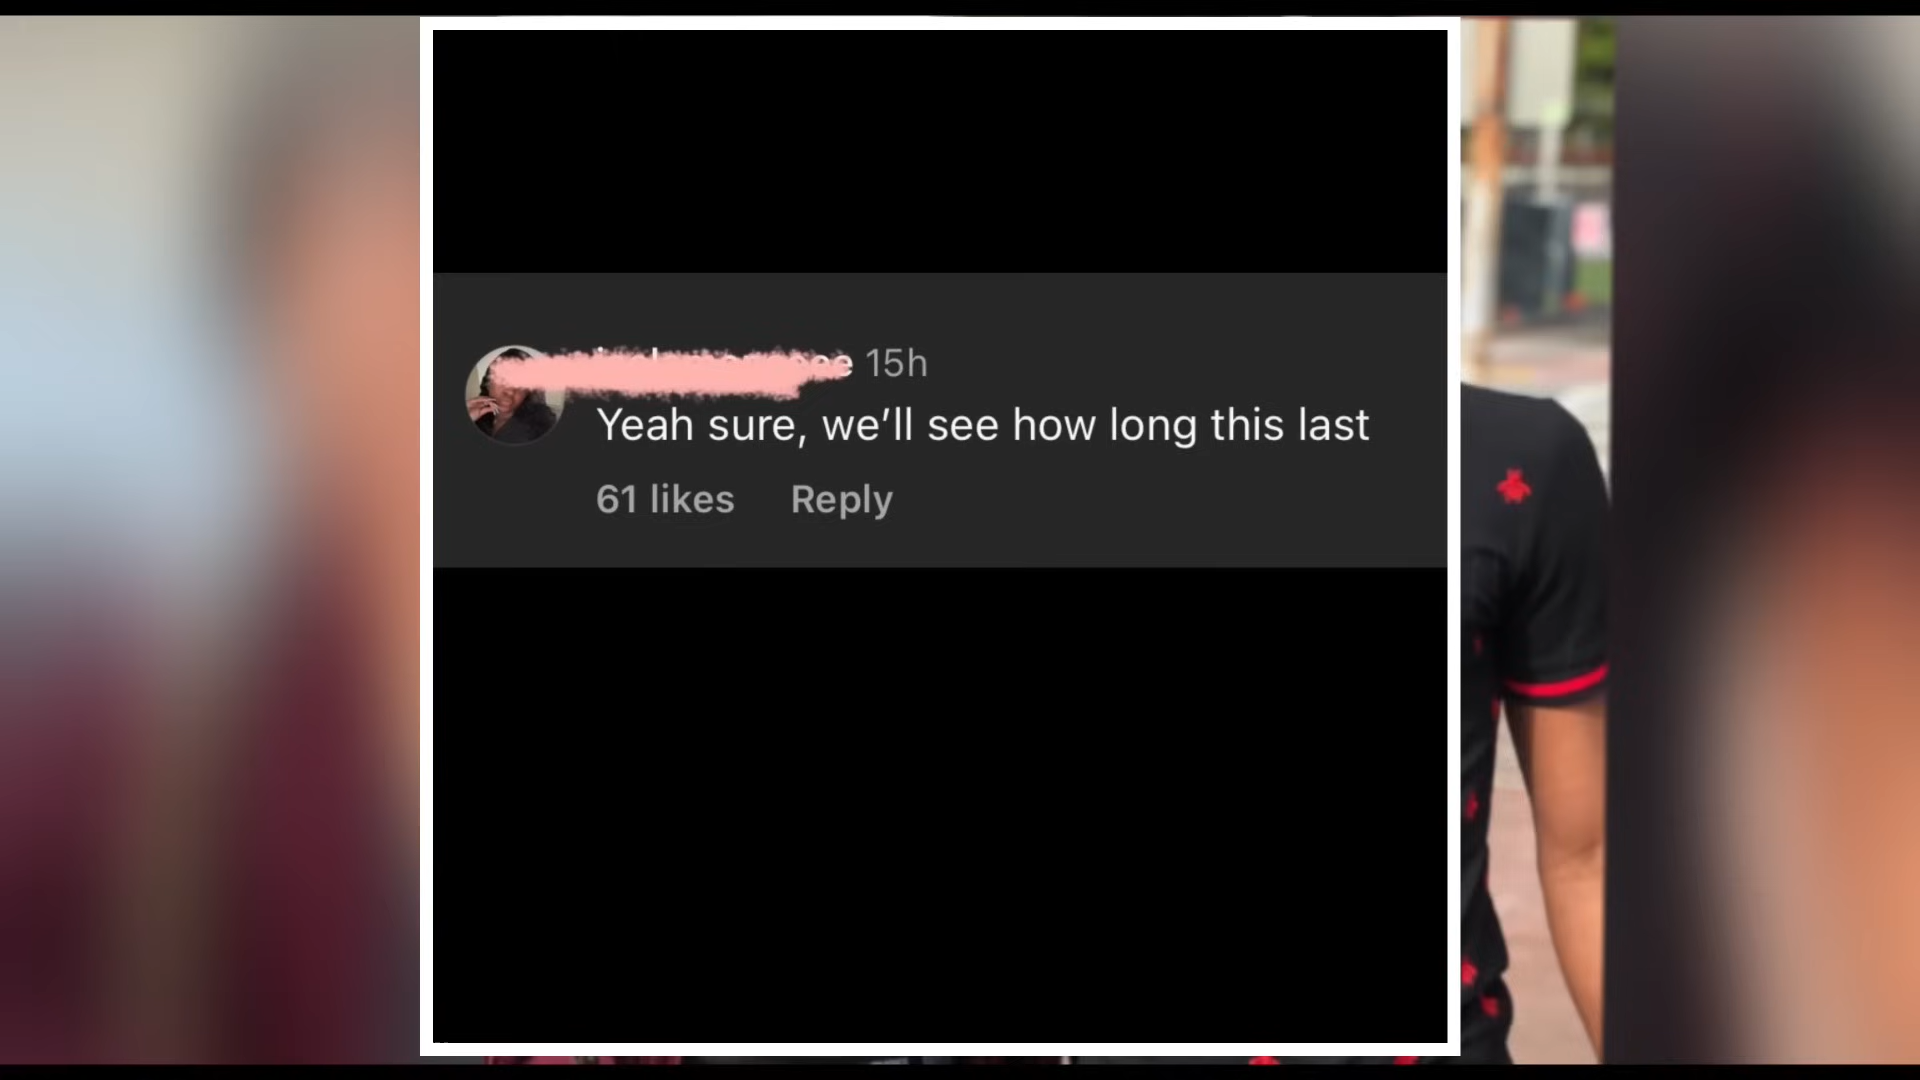 15h
Yeah sure, we’ll see how long this last
61 likes Reply